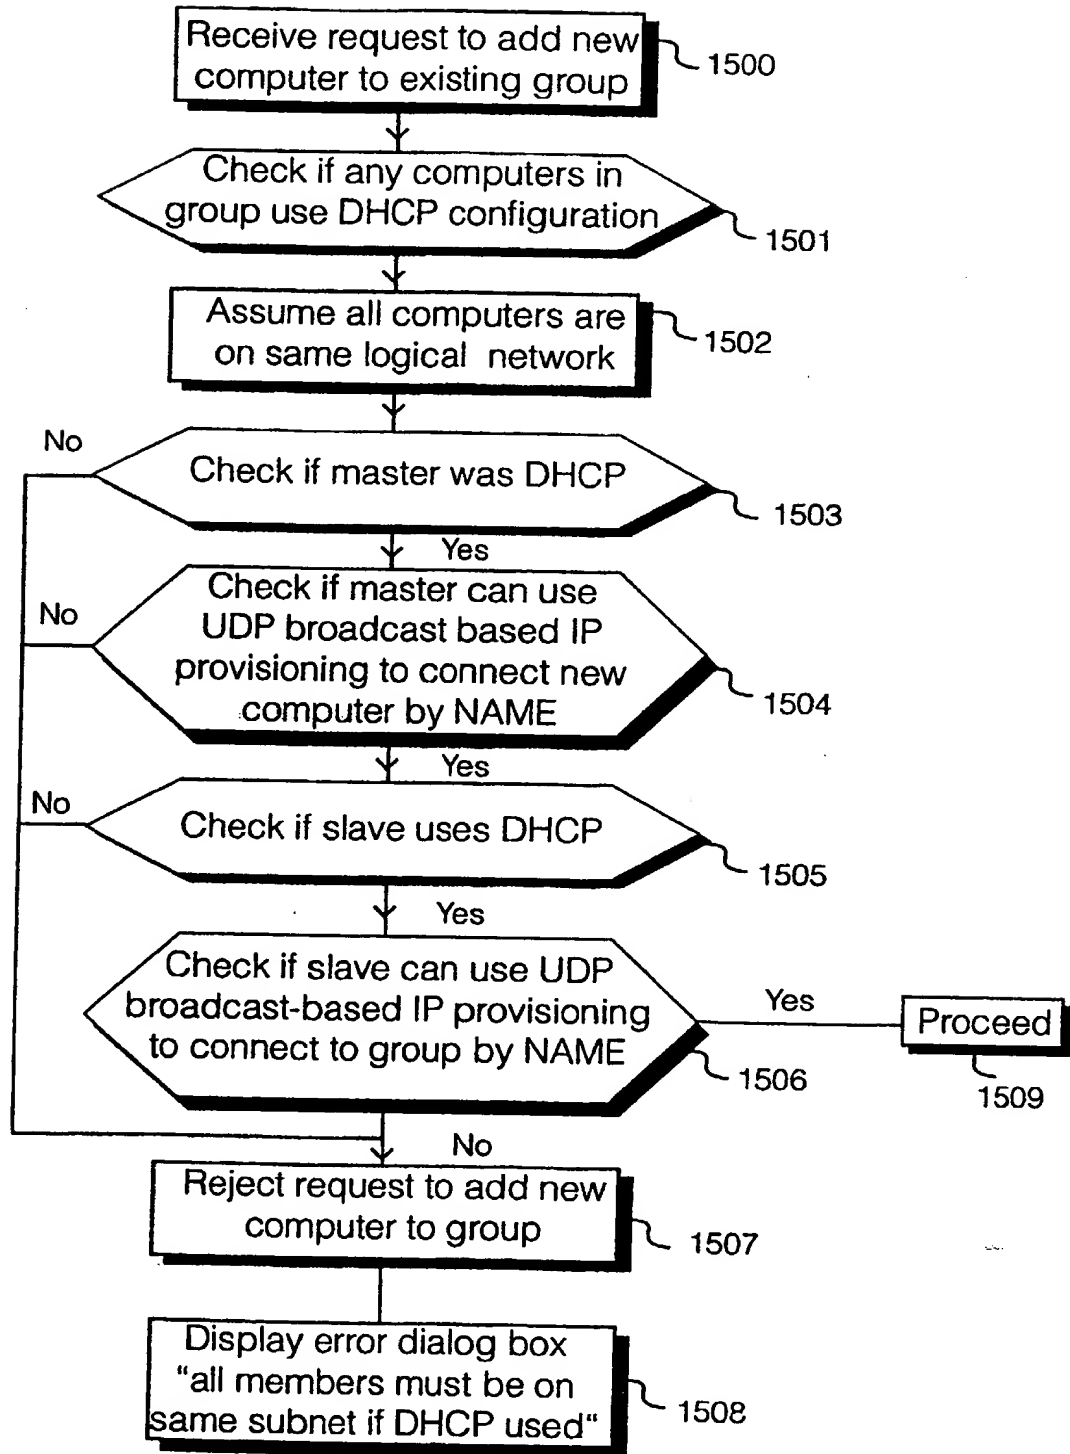 Receive request to add new
computer to existing group
1500
Check if any computers in
group use DHCP configuration
1501
Assume all computers are
on same logical network
1502
No
Check if master was DHCP
1503
Yes
Check if master can use
UDP broadcast based IP
provisioning to connect new
computer by NAME
No
1504
Yes
No
Check if slave uses DHCP
1505
Yes
Check if slave can use UDP
broadcast-based IP provisioning
to connect to group by NAME
1506
Yes
Proceed
1509
No
Reject request to add new
computer to group
1507
Display error dialog box
“all members must be on
same subnet if DHCP used“
1508